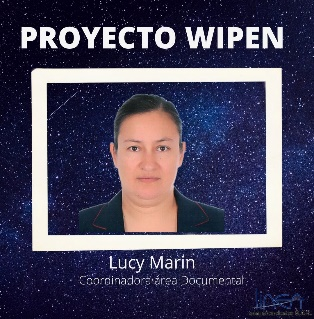 PROYECTO WIPEN
Lucy Marin
Coordinadora área Documental